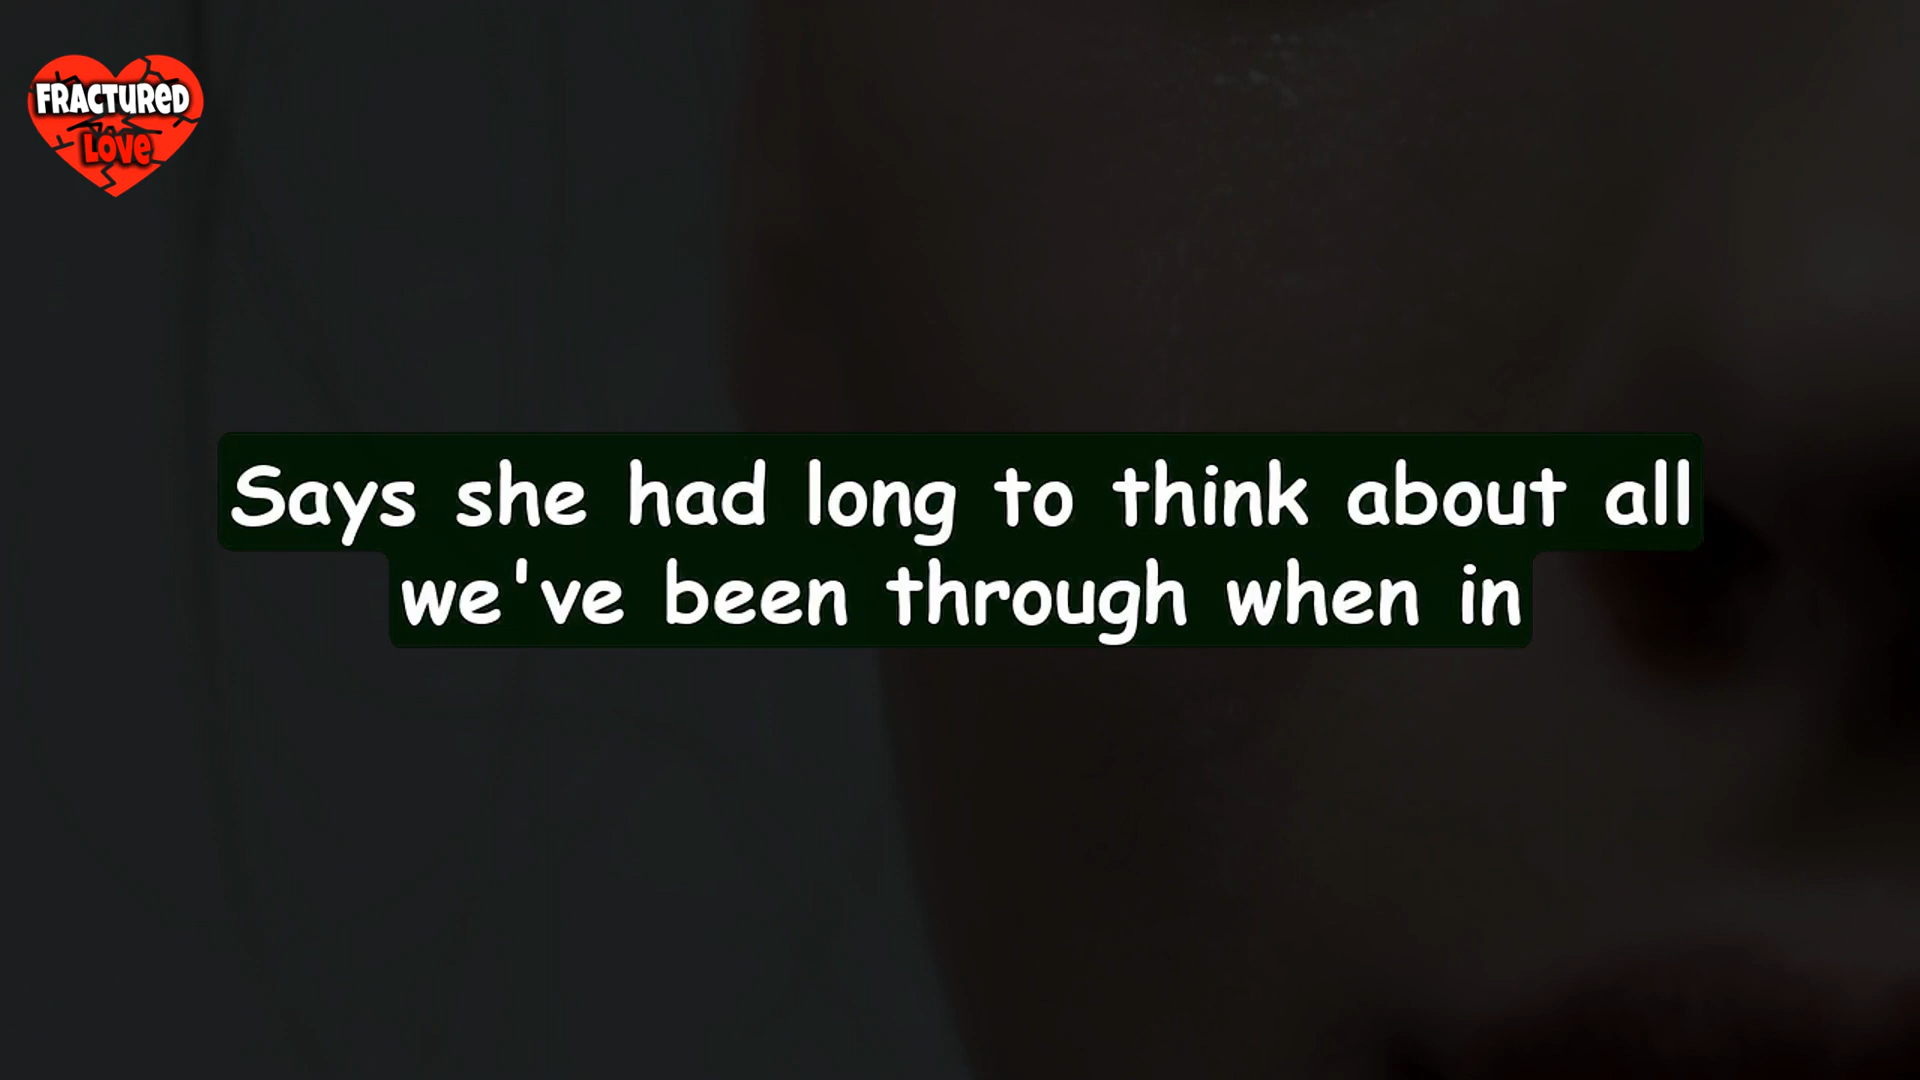 FRACTURED
LOVE
Says she had long to think about all
we've been through when in